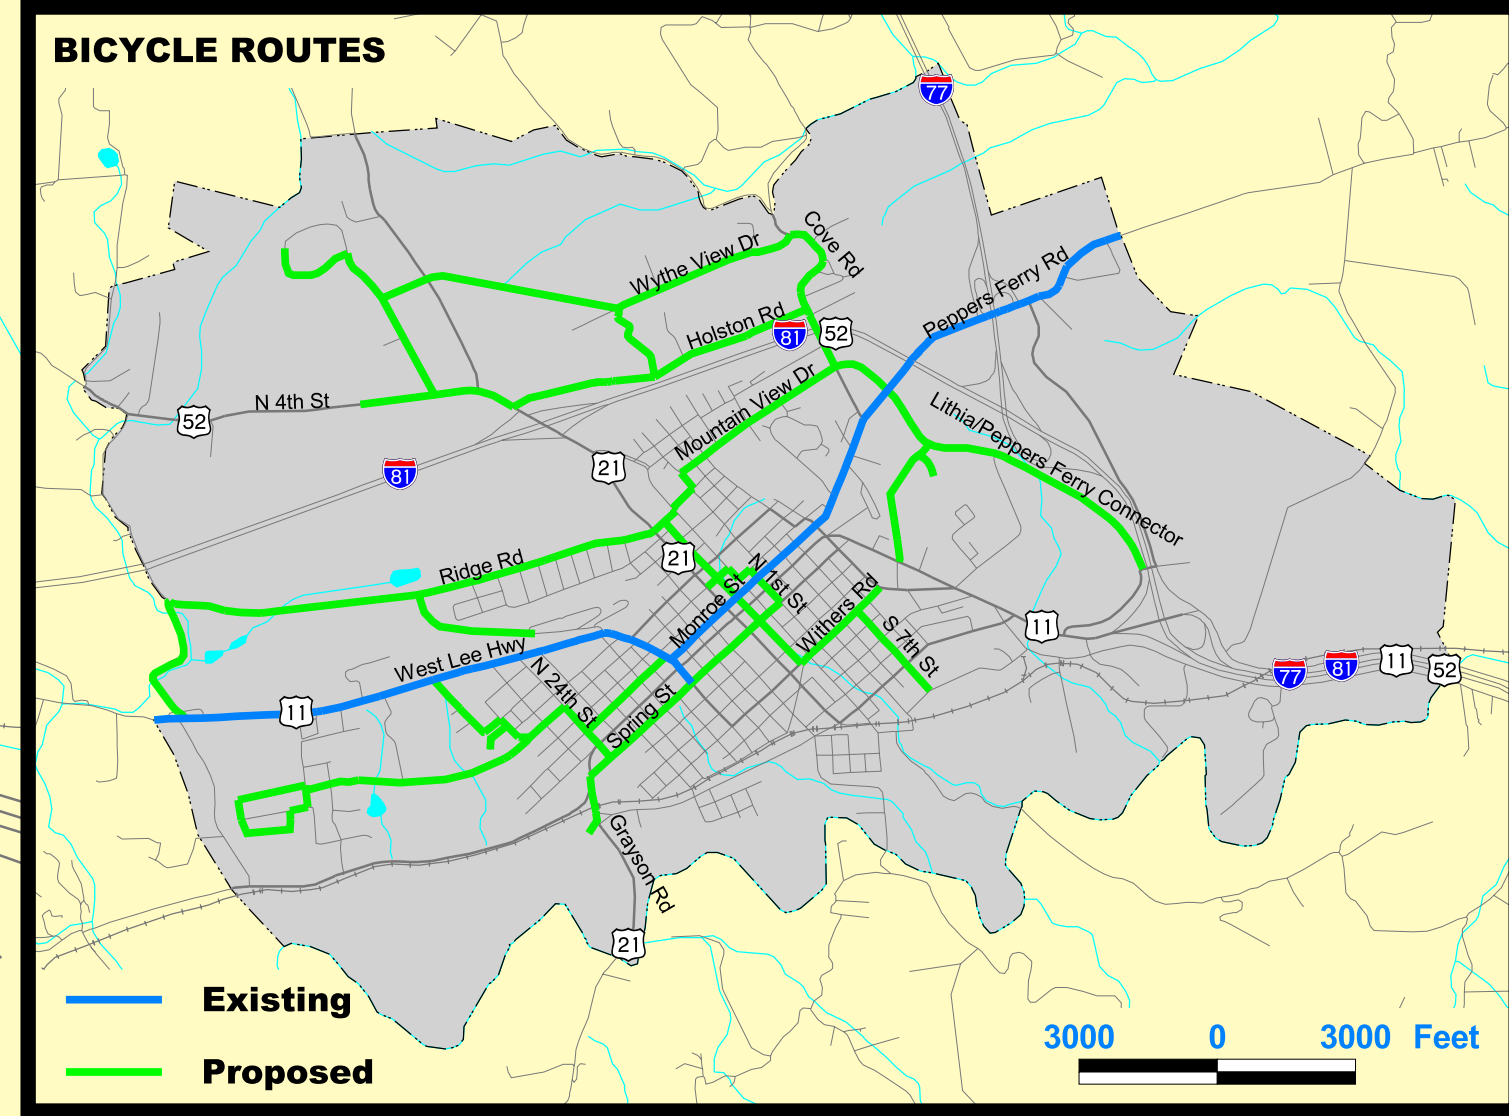 BICYCLE ROUTES
77
Cove Rd
Wythe View Dr
Peppers Ferry Rd
Holston Rd
81
52
N 4th St
52
Mountain View Dr
Lithia/Peppers Ferry Connector
81
21
21
Ridge Rd
N 1st St
Monroe St
Withers Rd
S 7th St
11
West Lee Hwy
N 24th St
Spring St
11
77
81
11
52
Grayson Rd
21
Existing
Proposed
3000 0 3000 Feet